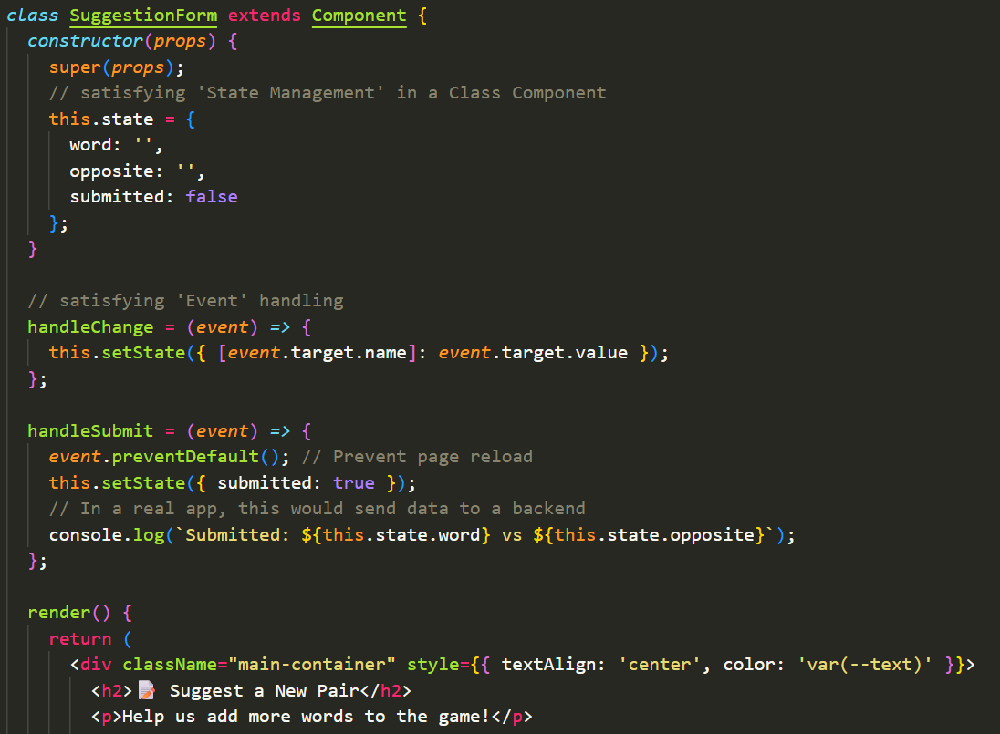 class SuggestionForm extends Component {
  constructor(props) {
    super(props);
    // satisfying 'State Management' in a Class Component
    this.state = {
      word: '',
      opposite: '',
      submitted: false
    };
  }

  // satisfying 'Event' handling
  handleChange = (event) => {
    this.setState({ [event.target.name]: event.target.value });
  };

  handleSubmit = (event) => {
    event.preventDefault(); // Prevent page reload
    this.setState({ submitted: true });
    // In a real app, this would send data to a backend
    console.log(`Submitted: ${this.state.word} vs ${this.state.opposite}`);
  };

  render() {
    return (
      <div className="main-container" style={{ textAlign: 'center', color: 'var(--text)' }}>
        <h2>📝 Suggest a New Pair</h2>
        <p>Help us add more words to the game!</p>